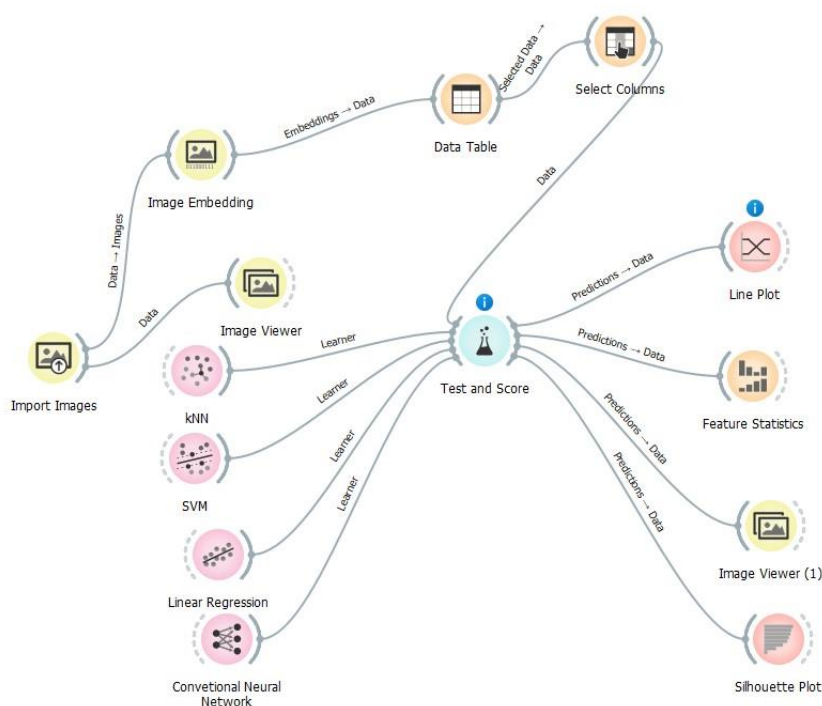 Selected Data → Data
Select Columns
Embeddings → Data
Data Table
Image Embedding
Data → Images
Data
Data
Image Viewer
Predictions → Data
Line Plot
Import Images
Learner
kNN
Test and Score
Predictions → Data
Feature Statistics
Learner
SVM
Learner
Predictions → Data
Image Viewer (1)
Linear Regression
Learner
Predictions → Data
Silhouette Plot
Convetional Neural
Network